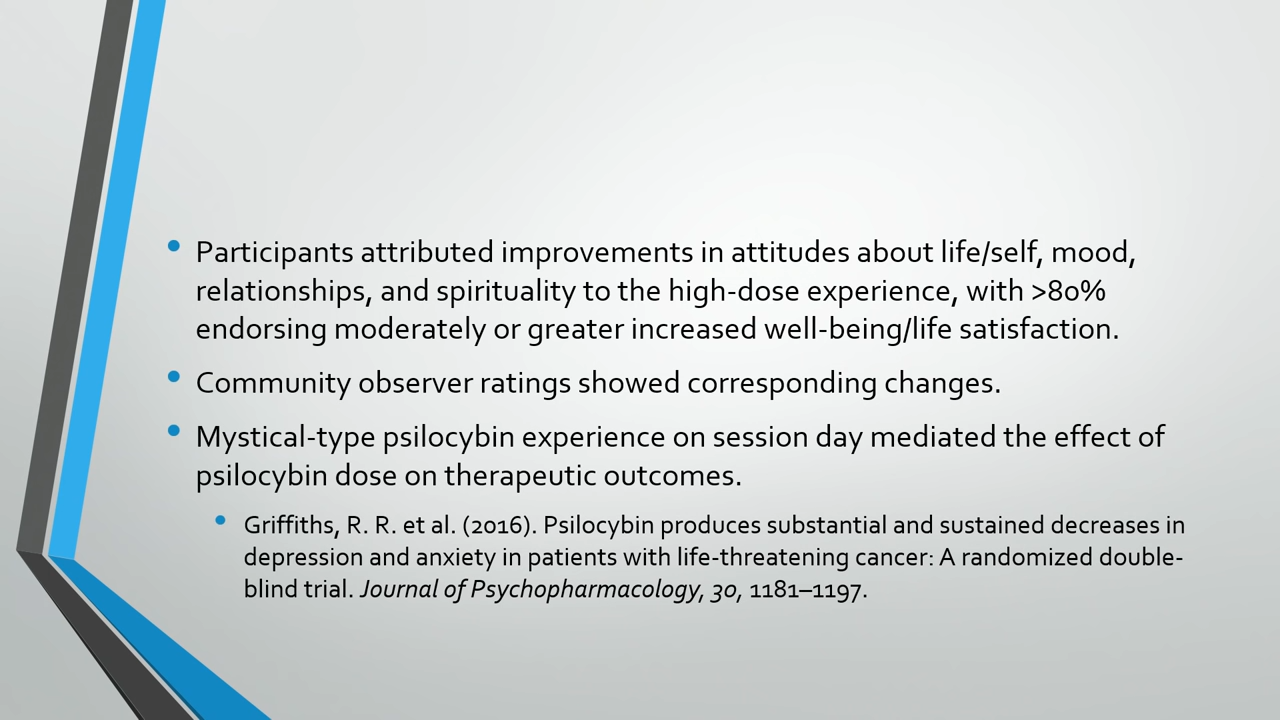 • Participants attributed improvements in attitudes about life/self, mood,
relationships, and spirituality to the high-dose experience, with >80%
endorsing moderately or greater increased well-being/life satisfaction.
• Community observer ratings showed corresponding changes.
• Mystical-type psilocybin experience on session day mediated the effect of
psilocybin dose on therapeutic outcomes.
• Griffiths, R. R. et al. (2016). Psilocybin produces substantial and sustained decreases in
depression and anxiety in patients with life-threatening cancer: A randomized double-
blind trial. Journal of Psychopharmacology, 30, 1181–1197.